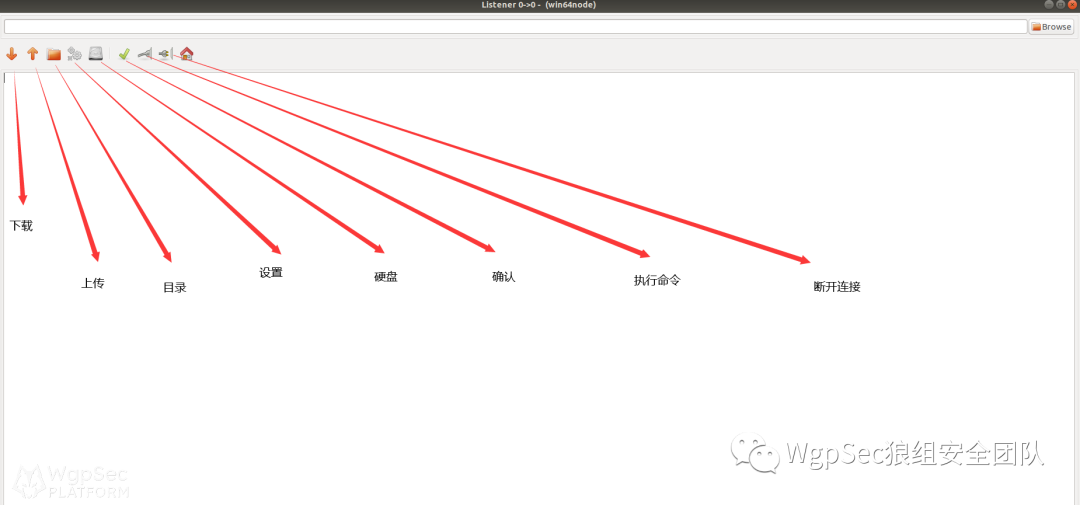 Listener 0->0 - (win64node)
Browse
下载
上传
目录
设置
硬盘
确认
执行命令
断开连接
WgpSec狼组安全团队
WgpSec
PLATFORM